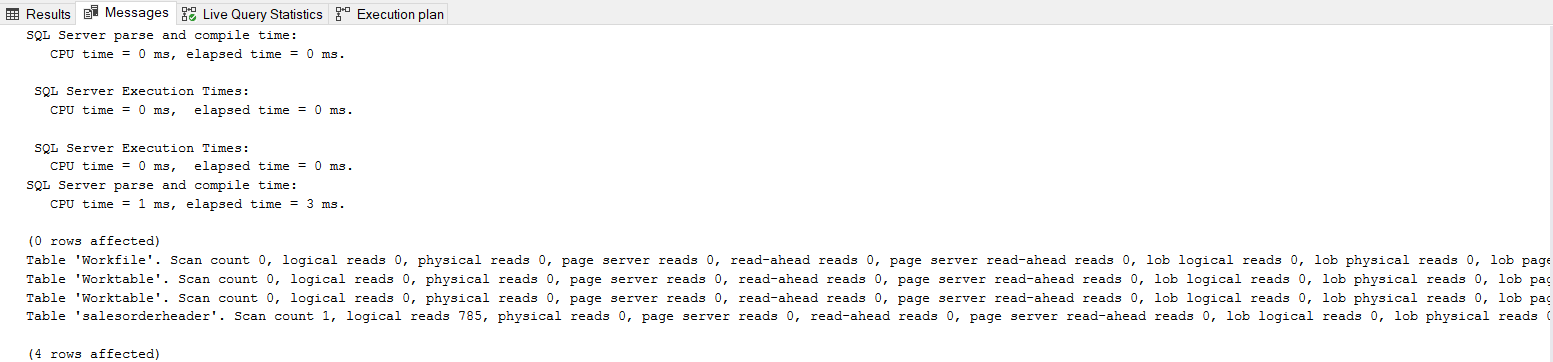 Results Messages Live Query Statistics Execution plan
SQL Server parse and compile time:
CPU time = 0 ms, elapsed time = 0 ms.
SQL Server Execution Times:
CPU time = 0 ms,  elapsed time = 0 ms.
SQL Server Execution Times:
CPU time = 0 ms,  elapsed time = 0 ms.
SQL Server parse and compile time:
CPU time = 1 ms, elapsed time = 3 ms.
(0 rows affected)
Table 'Workfile'. Scan count 0, logical reads 0, physical reads 0, page server reads 0, read-ahead reads 0, page server read-ahead reads 0, lob logical reads 0, lob physical reads 0, lob page
Table 'Worktable'. Scan count 0, logical reads 0, physical reads 0, page server reads 0, read-ahead reads 0, page server read-ahead reads 0, lob logical reads 0, lob physical reads 0, lob
Table 'Worktable'. Scan count 0, logical reads 0, physical reads 0, page server reads 0, read-ahead reads 0, page server read-ahead reads 0, lob logical reads 0, lob physical reads 0, lob
Table 'salesorderheader'. Scan count 1, logical reads 785, physical reads 0, page server reads 0, read-ahead reads 0, page server read-ahead reads 0, lob logical reads 0, lob physical reads
(4 rows affected)